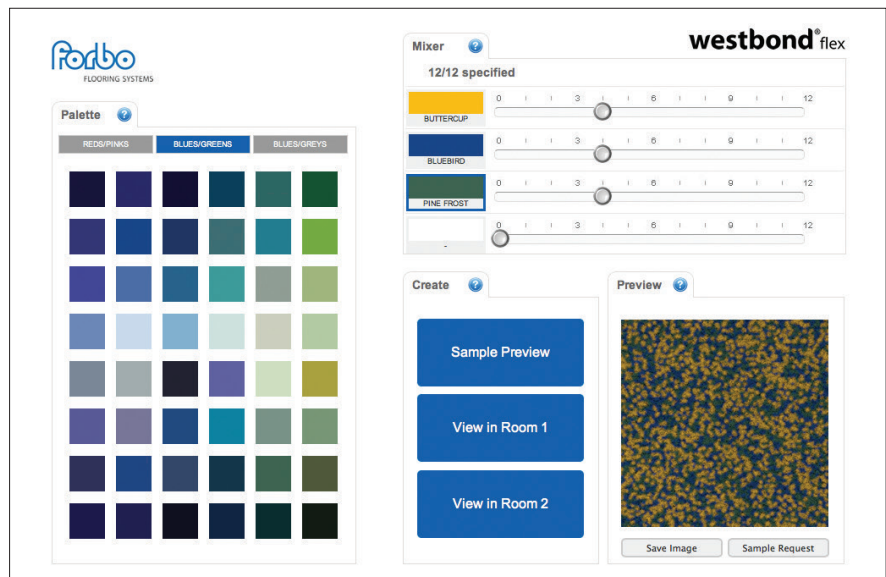 Forbo
FLOORING SYSTEMS
Palette ?
REDS/PINKS BLUES/GREENS BLUES/GREYS
Mixer ?
westbond® flex
12/12 specified
BUTTERCUP
0 3 6 9 12
BLUEBIRD
0 3 6 9 12
PINE FROST
0 3 6 9 12
-
0 3 6 9 12
Create ?
Sample Preview
View in Room 1
View in Room 2
Preview ?
Save Image Sample Request